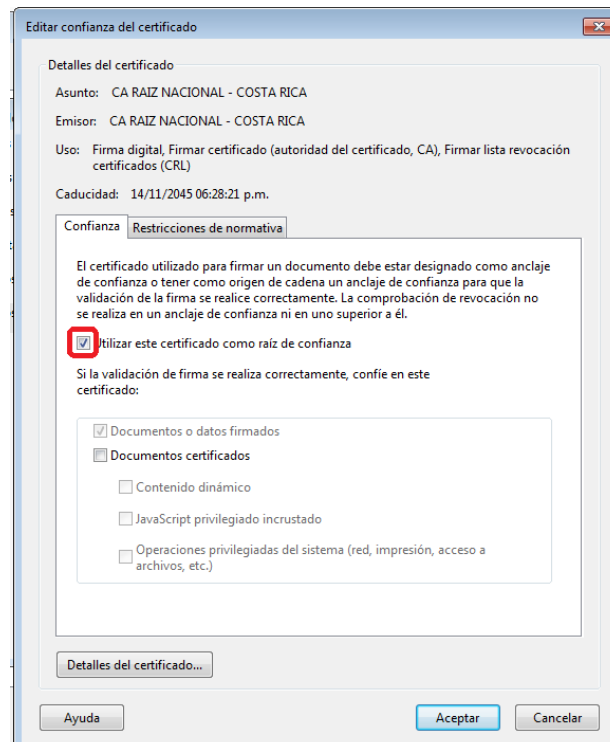 Editar confianza del certificado
Detalles del certificado
Asunto: CA RAIZ NACIONAL - COSTA RICA
Emisor: CA RAIZ NACIONAL - COSTA RICA
Uso: Firma digital, Firmar certificado (autoridad del certificado, CA), Firmar lista revocación
certificados (CRL)
Caducidad: 14/11/2045 06:28:21 p.m.
Confianza Restricciones de normativa
El certificado utilizado para firmar un documento debe estar designado como anclaje
de confianza o tener como origen de cadena un anclaje de confianza para que la
validación de la firma se realice correctamente. La comprobación de revocación no
se realiza en un anclaje de confianza ni en uno superior a él.
Utilizar este certificado como raíz de confianza
Si la validación de firma se realiza correctamente, confíe en este
certificado:
Documentos o datos firmados
Documentos certificados
Contenido dinámico
JavaScript privilegiado incrustado
Operaciones privilegiadas del sistema (red, impresión, acceso a
archivos, etc.)
Detalles del certificado...
Ayuda Aceptar Cancelar